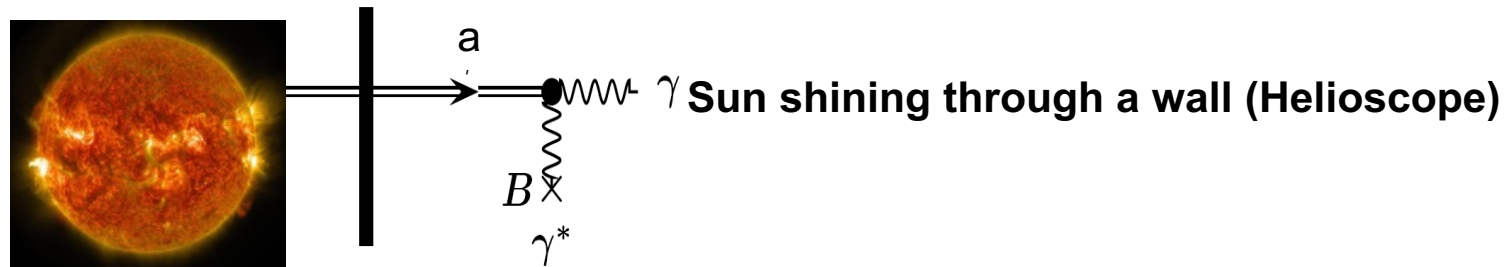 a
γ Sun shining through a wall (Helioscope)
B
γ*